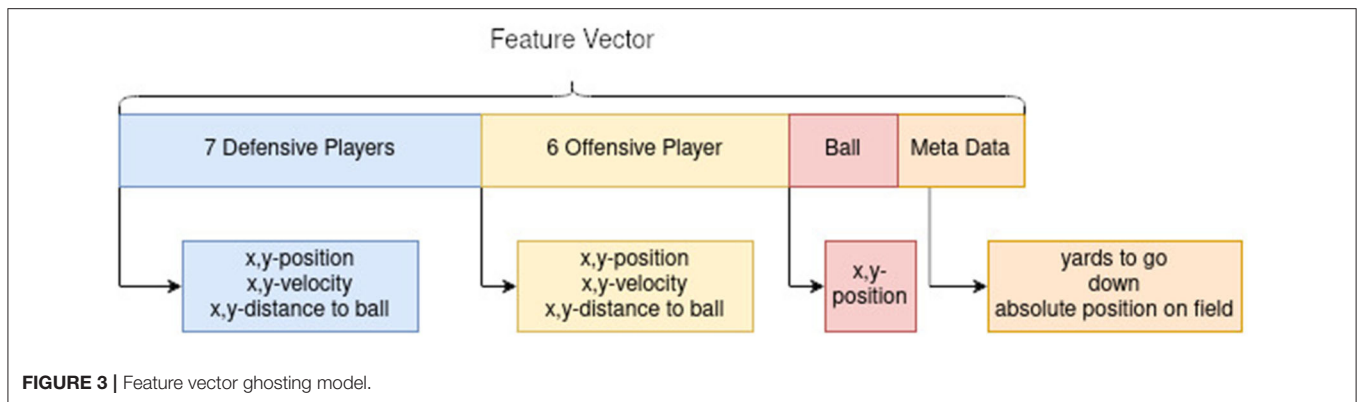 Feature Vector
7 Defensive Players
6 Offensive Player
Ball
Meta Data
x,y-position
x,y-velocity
x,y-distance to ball
x,y-position
x,y-velocity
x,y-distance to ball
x,y-
position
yards to go
down
absolute position on field
FIGURE 3 | Feature vector ghosting model.